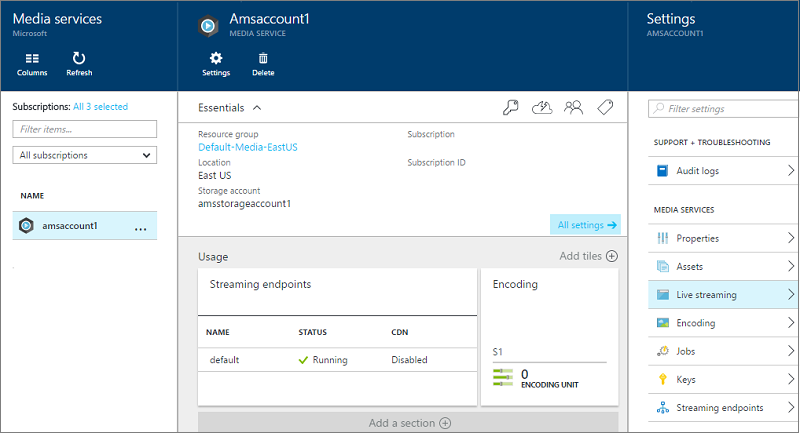 Media services
Microsoft
Columns
Refresh
Subscriptions: All 3 selected
Filter items...
All subscriptions
NAME
amsaccount1
...
Amsaccount1
MEDIA SERVICE
Settings
Delete
Essentials
Resource group
Default-Media-EastUS
Location
East US
Storage account
amsstorageaccount1
Subscription
Subscription ID
All settings
Usage
Add tiles
Streaming endpoints
NAME STATUS CDN
default Running Disabled
Encoding
S1
0
ENCODING UNIT
Add a section
Settings
AMSACCOUNT1
Filter settings
SUPPORT + TROUBLESHOOTING
Audit logs
MEDIA SERVICES
Properties
Assets
Live streaming
Encoding
Jobs
Keys
Streaming endpoints